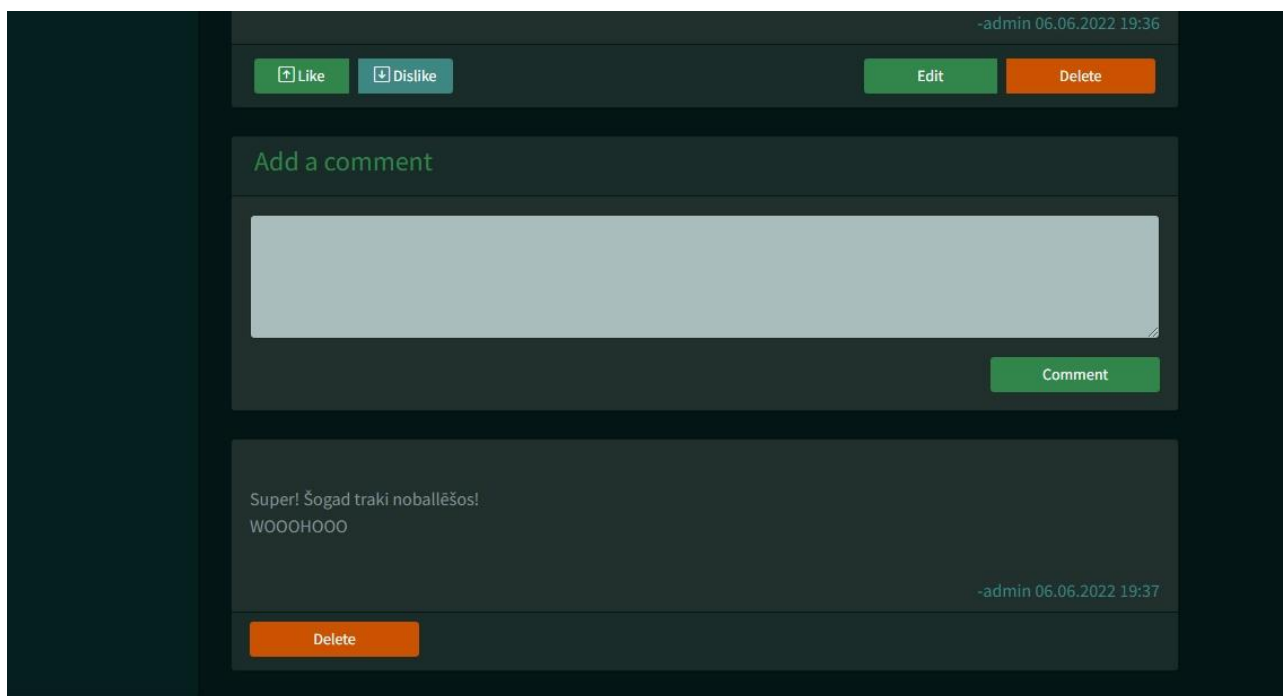 -admin 06.06.2022 19:36
Like Dislike Edit Delete
Add a comment
Comment
Super! Šogad traki noballēšos!
WOOOHOOO
-admin 06.06.2022 19:37
Delete